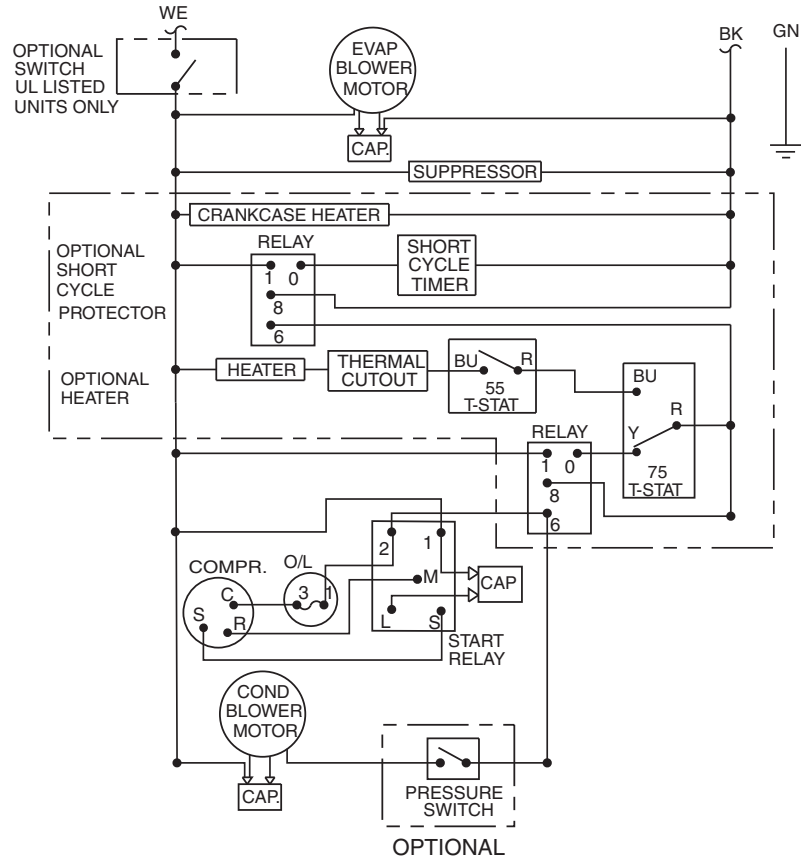 WE
BK
GN
OPTIONAL
SWITCH
UL LISTED
UNITS ONLY
EVAP
BLOWER
MOTOR
CAP.
SUPPRESSOR
CRANKCASE HEATER
OPTIONAL
SHORT
CYCLE
PROTECTOR
RELAY
1 0
8
6
SHORT
CYCLE
TIMER
OPTIONAL
HEATER
HEATER
THERMAL
CUTOUT
BU R
55
T-STAT
BU
R
Y
75
T-STAT
RELAY
1 0
8
6
COMPR.
C
S
R
O/L
3 1
2 1
M
L S
CAP
START
RELAY
COND
BLOWER
MOTOR
CAP.
PRESSURE
SWITCH
OPTIONAL